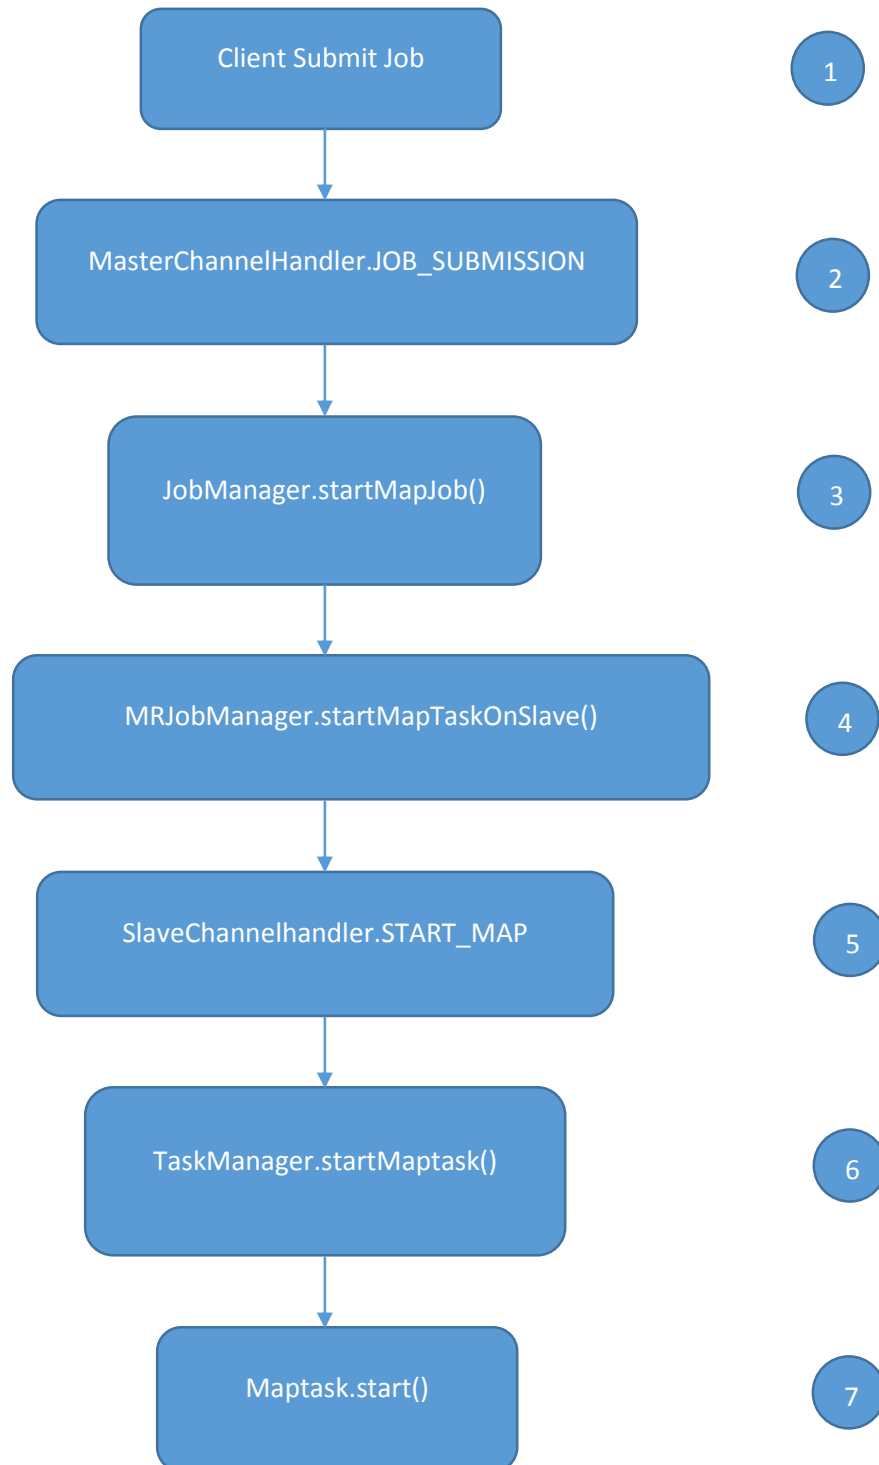 Client Submit Job
1
MasterChannelHandler.JOB_SUBMISSION
2
JobManager.startMapJob()
3
MRJobManager.startMapTaskOnSlave()
4
SlaveChannelhandler.START_MAP
5
TaskManager.startMaptask()
6
Maptask.start()
7